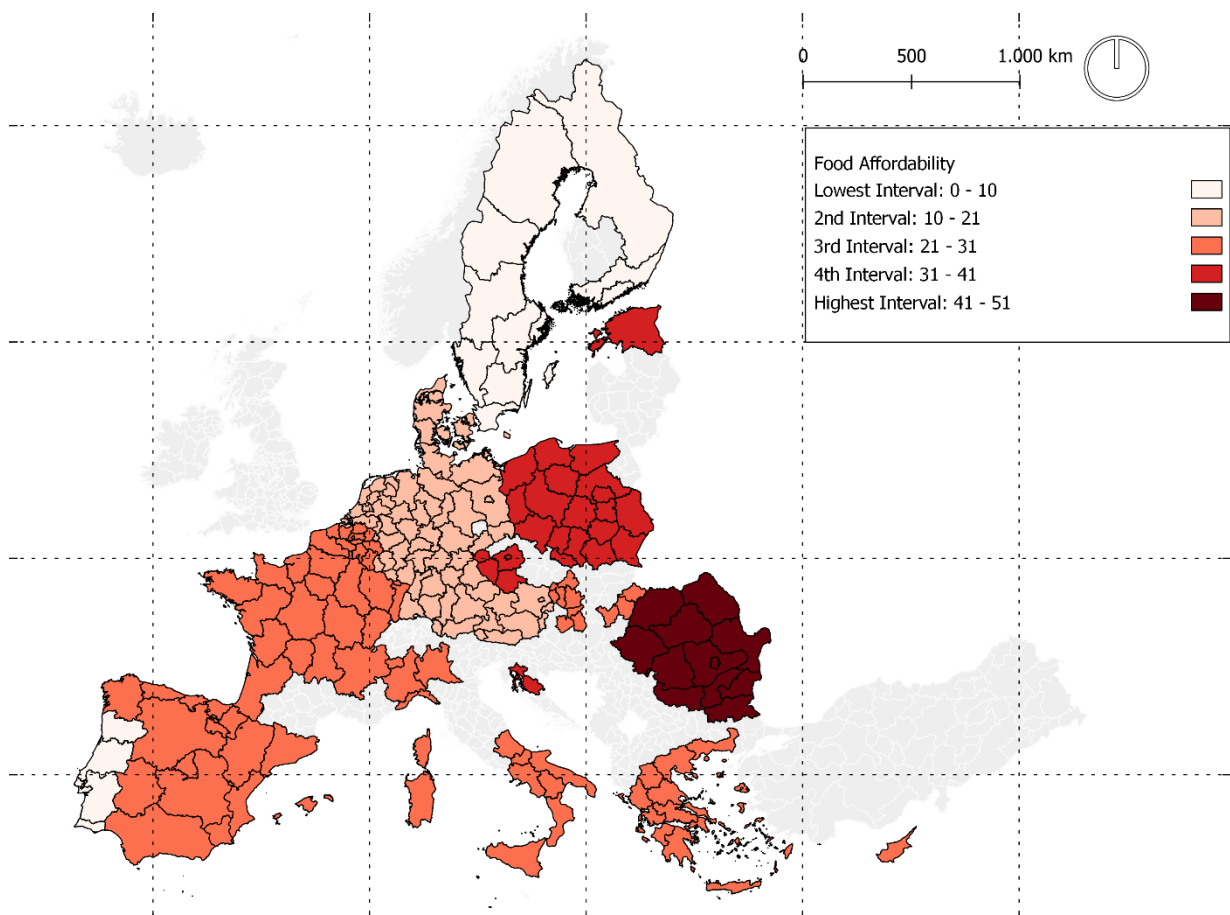 0 500 1.000 km
Food Affordability
Lowest Interval: 0 - 10
2nd Interval: 10 - 21
3rd Interval: 21 - 31
4th Interval: 31 - 41
Highest Interval: 41 - 51